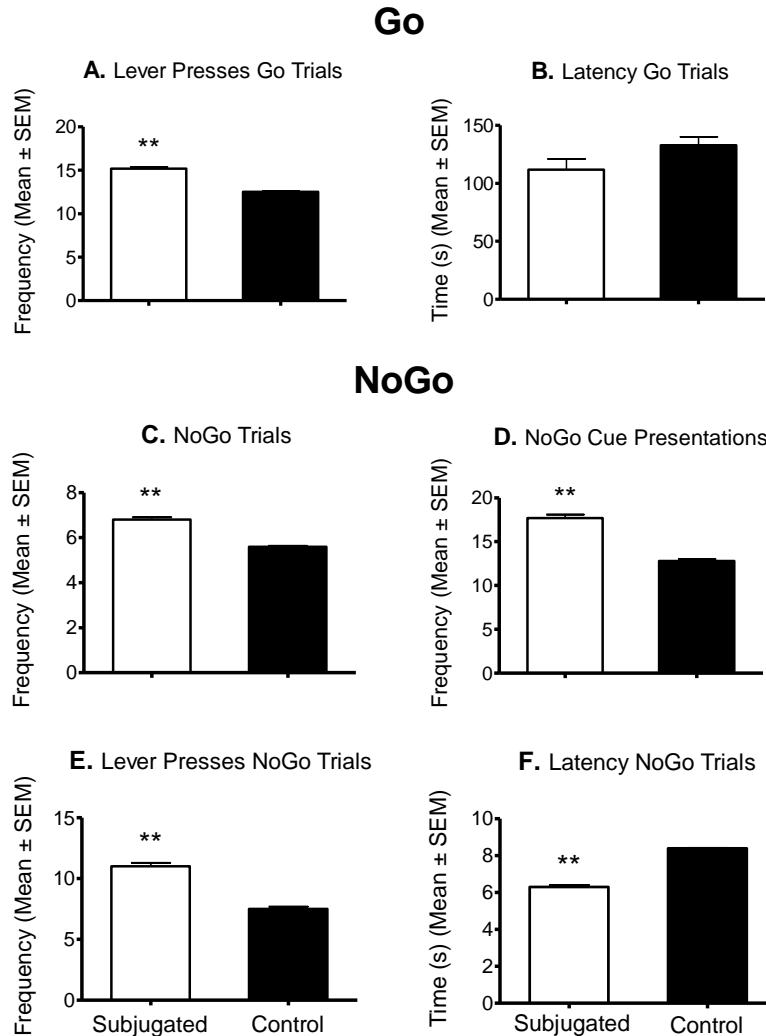 Go
A. Lever Presses Go Trials
Frequency (Mean ± SEM)
20
15
10
5
0
**
B. Latency Go Trials
Time (s) (Mean ± SEM)
150
100
50
0
NoGo
C. NoGo Trials
Frequency (Mean ± SEM)
8
6
4
2
0
**
D. NoGo Cue Presentations
Frequency (Mean ± SEM)
20
15
10
5
0
**
E. Lever Presses NoGo Trials
Frequency (Mean ± SEM)
15
10
5
0
**
Subjugated Control
F. Latency NoGo Trials
Time (s) (Mean ± SEM)
10
8
6
4
2
0
**
Subjugated Control